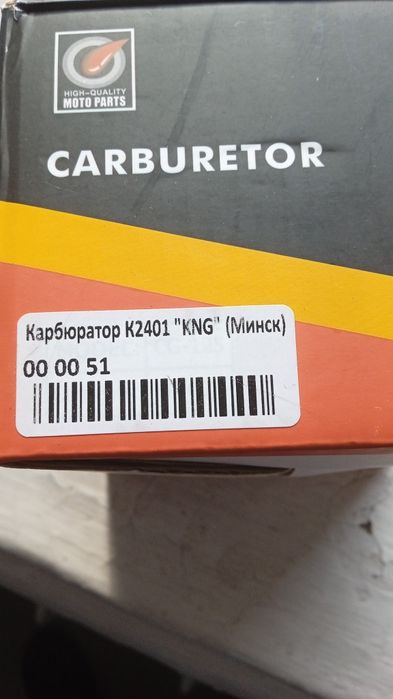 HIGH-QUALITY
MOTO PARTS
CARBURETOR
Карбюратор К2401 "KNG" (Минск)
00 00 51